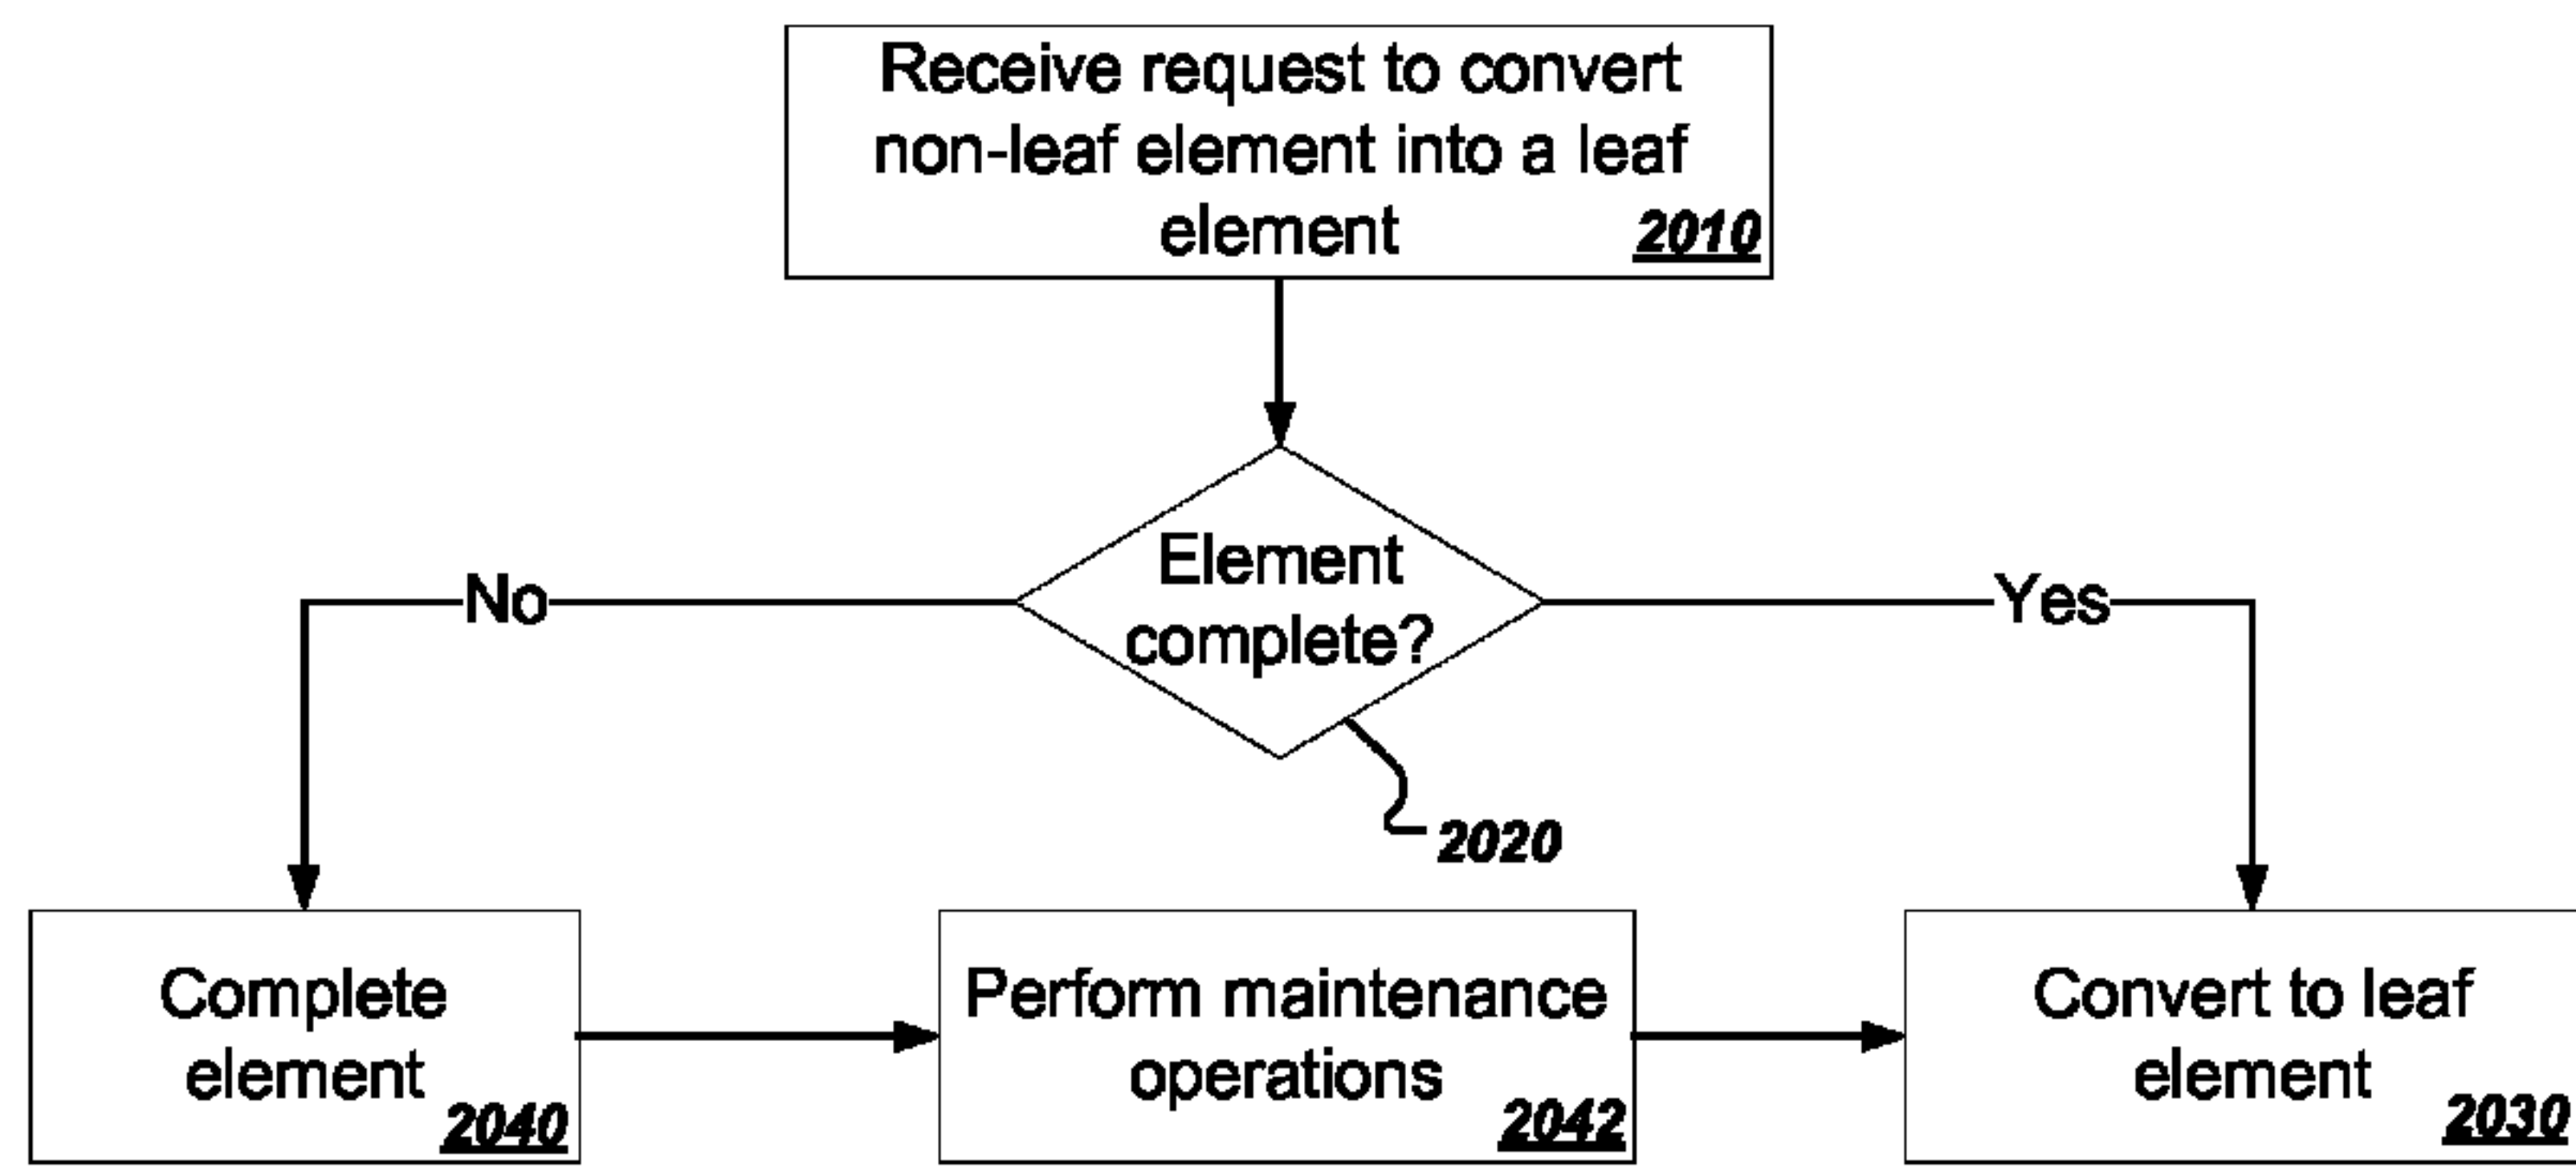 Receive request to convert
non-leaf element into a leaf
element
2010
Element
complete?
No
Yes
2020
Complete
element
2040
Perform maintenance
operations
2042
Convert to leaf
element
2030